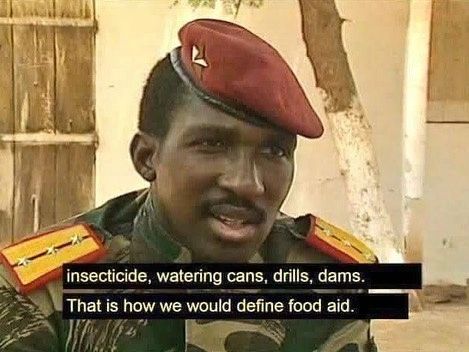 insecticide, watering cans, drills, dams.
That is how we would define food aid.